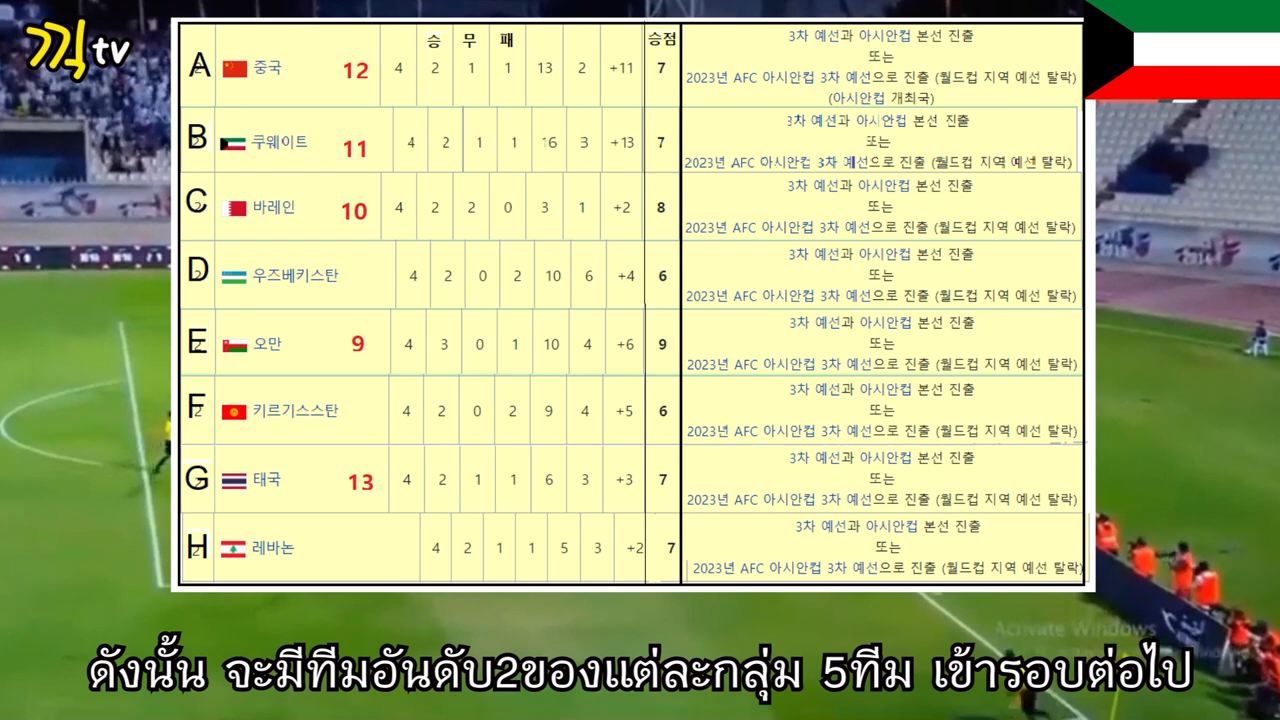 끽tv
승 무 패 승점
A 중국 12 4 2 1 1 13 2 +11 7
3차 예선과 아시안컵 본선 진출
또는
2023년 AFC 아시안컵 3차 예선으로 진출 (월드컵 지역 예선 탈락)
(아시안컵 개최국)
B 쿠웨이트 11 4 2 1 1 16 3 +13 7
3차 예선과 아시안컵 본선 진출
또는
2023년 AFC 아시안컵 3차 예선으로 진출 (월드컵 지역 예선 탈락)
C 바레인 10 4 2 2 0 3 1 +2 8
3차 예선과 아시안컵 본선 진출
또는
2023년 AFC 아시안컵 3차 예선으로 진출 (월드컵 지역 예선 탈락)
D 우즈베키스탄 4 2 0 2 10 6 +4 6
3차 예선과 아시안컵 본선 진출
또는
2023년 AFC 아시안컵 3차 예선으로 진출 (월드컵 지역 예선 탈락)
E 오만 9 4 3 0 1 10 4 +6 9
3차 예선과 아시안컵 본선 진출
또는
2023년 AFC 아시안컵 3차 예선으로 진출 (월드컵 지역 예선 탈락)
F 키르기스스탄 4 2 0 2 9 4 +5 6
3차 예선과 아시안컵 본선 진출
또는
2023년 AFC 아시안컵 3차 예선으로 진출 (월드컵 지역 예선 탈락)
G 태국 13 4 2 1 1 6 3 +3 7
3차 예선과 아시안컵 본선 진출
또는
2023년 AFC 아시안컵 3차 예선으로 진출 (월드컵 지역 예선 탈락)
H 레바논 4 2 1 1 5 3 +2 7
3차 예선과 아시안컵 본선 진출
또는
2023년 AFC 아시안컵 3차 예선으로 진출 (월드컵 지역 예선 탈락)
Activate Windows
ดังนั้น จะมีทีมอันดับ2ของแต่ละกลุ่ม 5ทีม เข้ารอบต่อไป